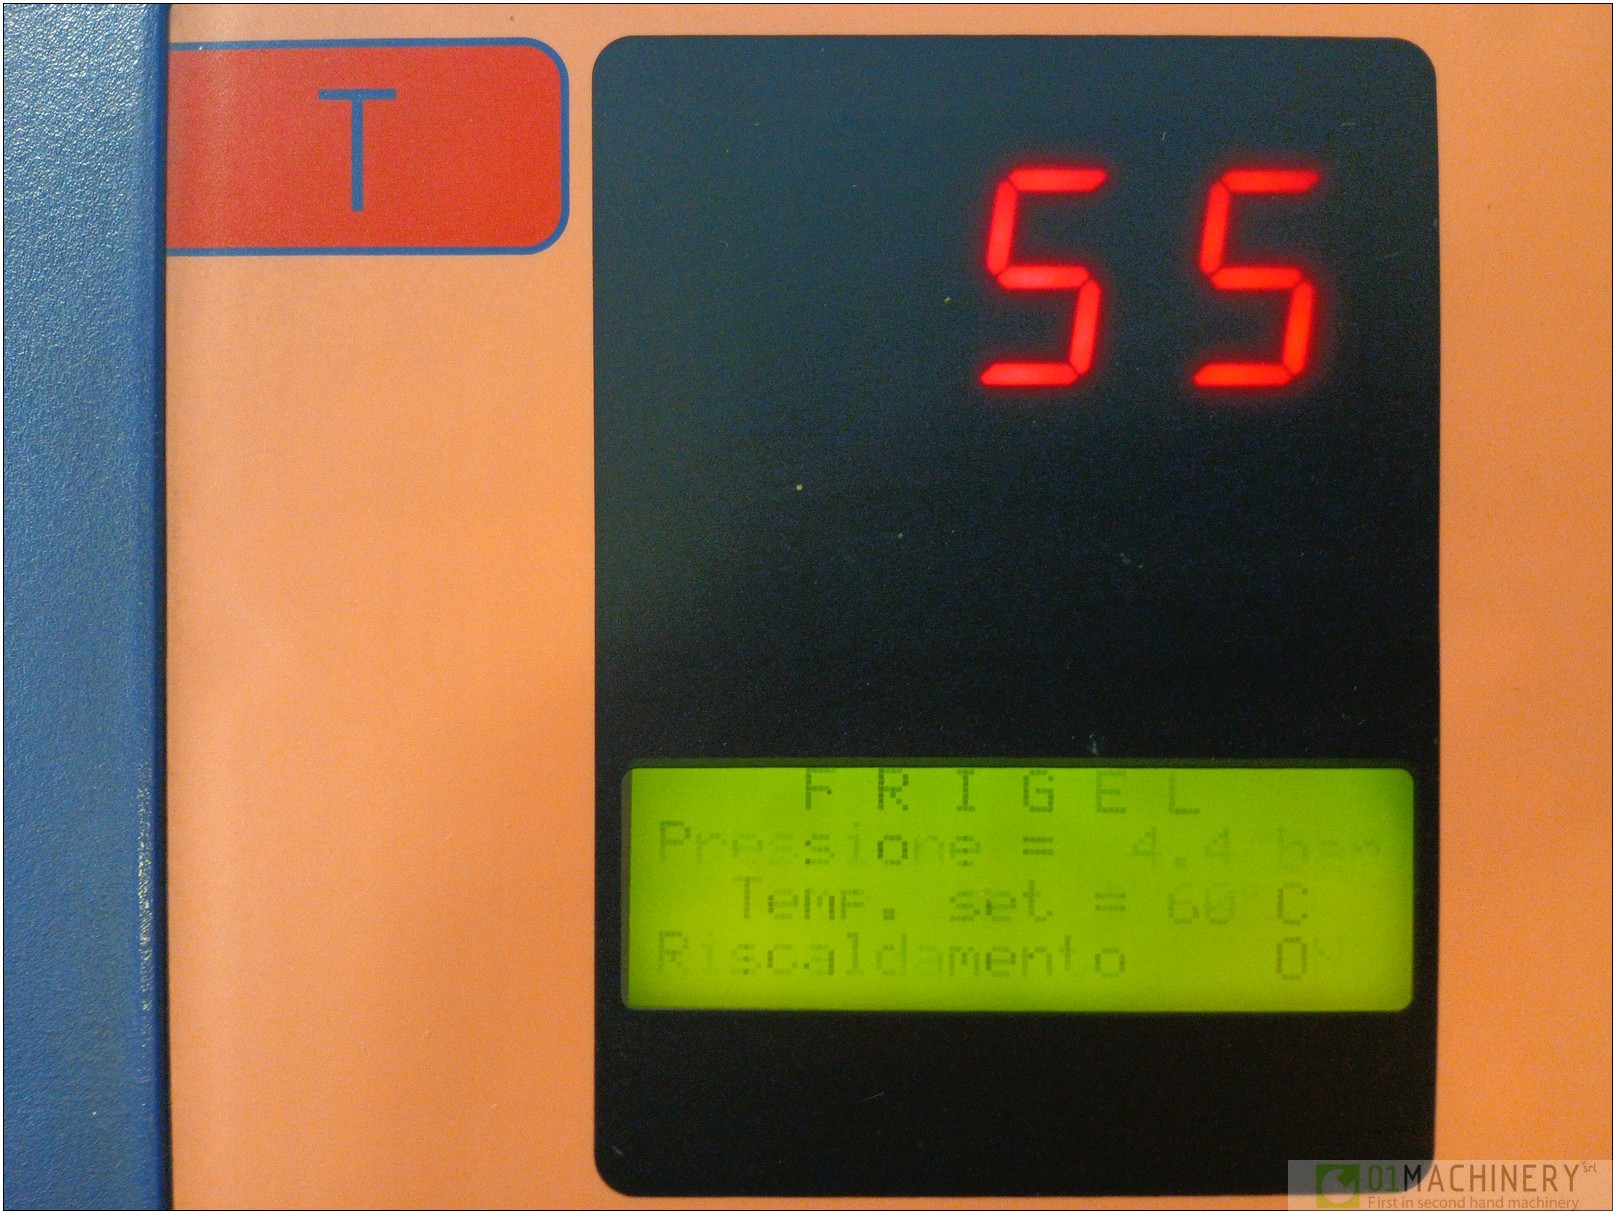 T
55
F R I G E L
Pressione = 4.4 bar
Temp. set = 60°C
Riscaldamento ON
01MACHINERY srl
First in second hand machinery